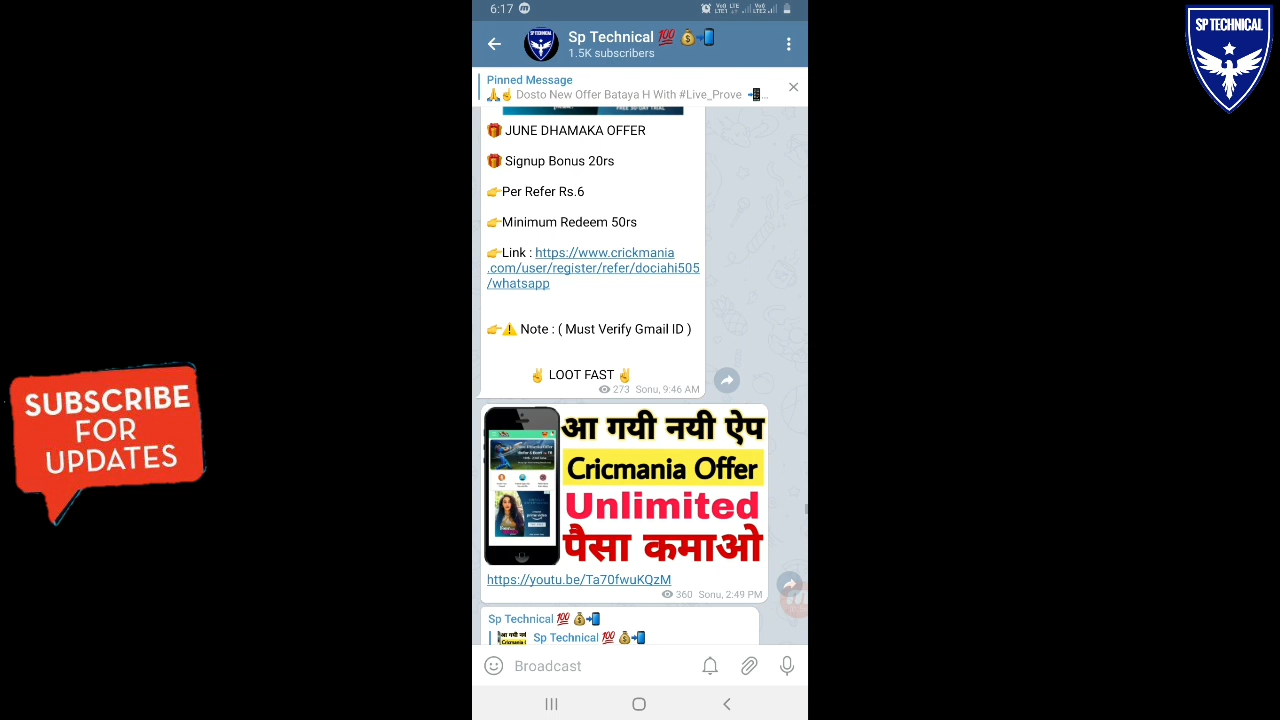 6:17
Sp Technical 💯 💰📲
1.5K subscribers
Pinned Message
🙏☝ Dosto New Offer Bataya H With #Live_Prove 📲...
🎁 JUNE DHAMAKA OFFER
🎁 Signup Bonus 20rs
👉Per Refer Rs.6
👉Minimum Redeem 50rs
👉Link : https://www.crickmania
.com/user/register/refer/dociahi505
/whatsapp
👉⚠️ Note : ( Must Verify Gmail ID )
✌ LOOT FAST ✌
273 Sonu, 9:46 AM
आ गयी नयी ऐप
Cricmania Offer
Unlimited
पैसा कमाओ
https://youtu.be/Ta70fwuKQzM
360 Sonu, 2:49 PM
Sp Technical 💯 💰📲
Sp Technical 💯 💰📲
Broadcast
SUBSCRIBE
FOR
UPDATES
SP TECHNICAL